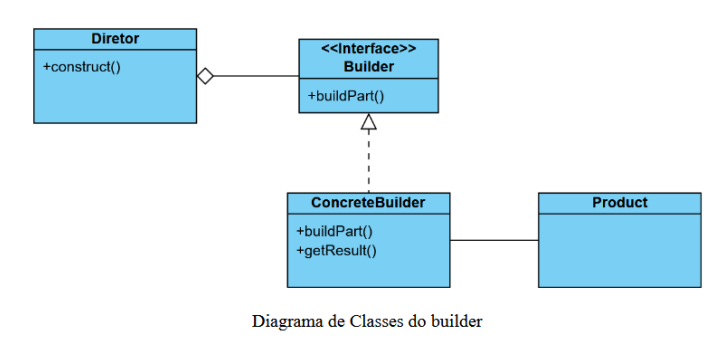 Diretor
+construct()
<<Interface>>
Builder
+buildPart()
ConcreteBuilder
+buildPart()
+getResult()
Product
Diagrama de Classes do builder